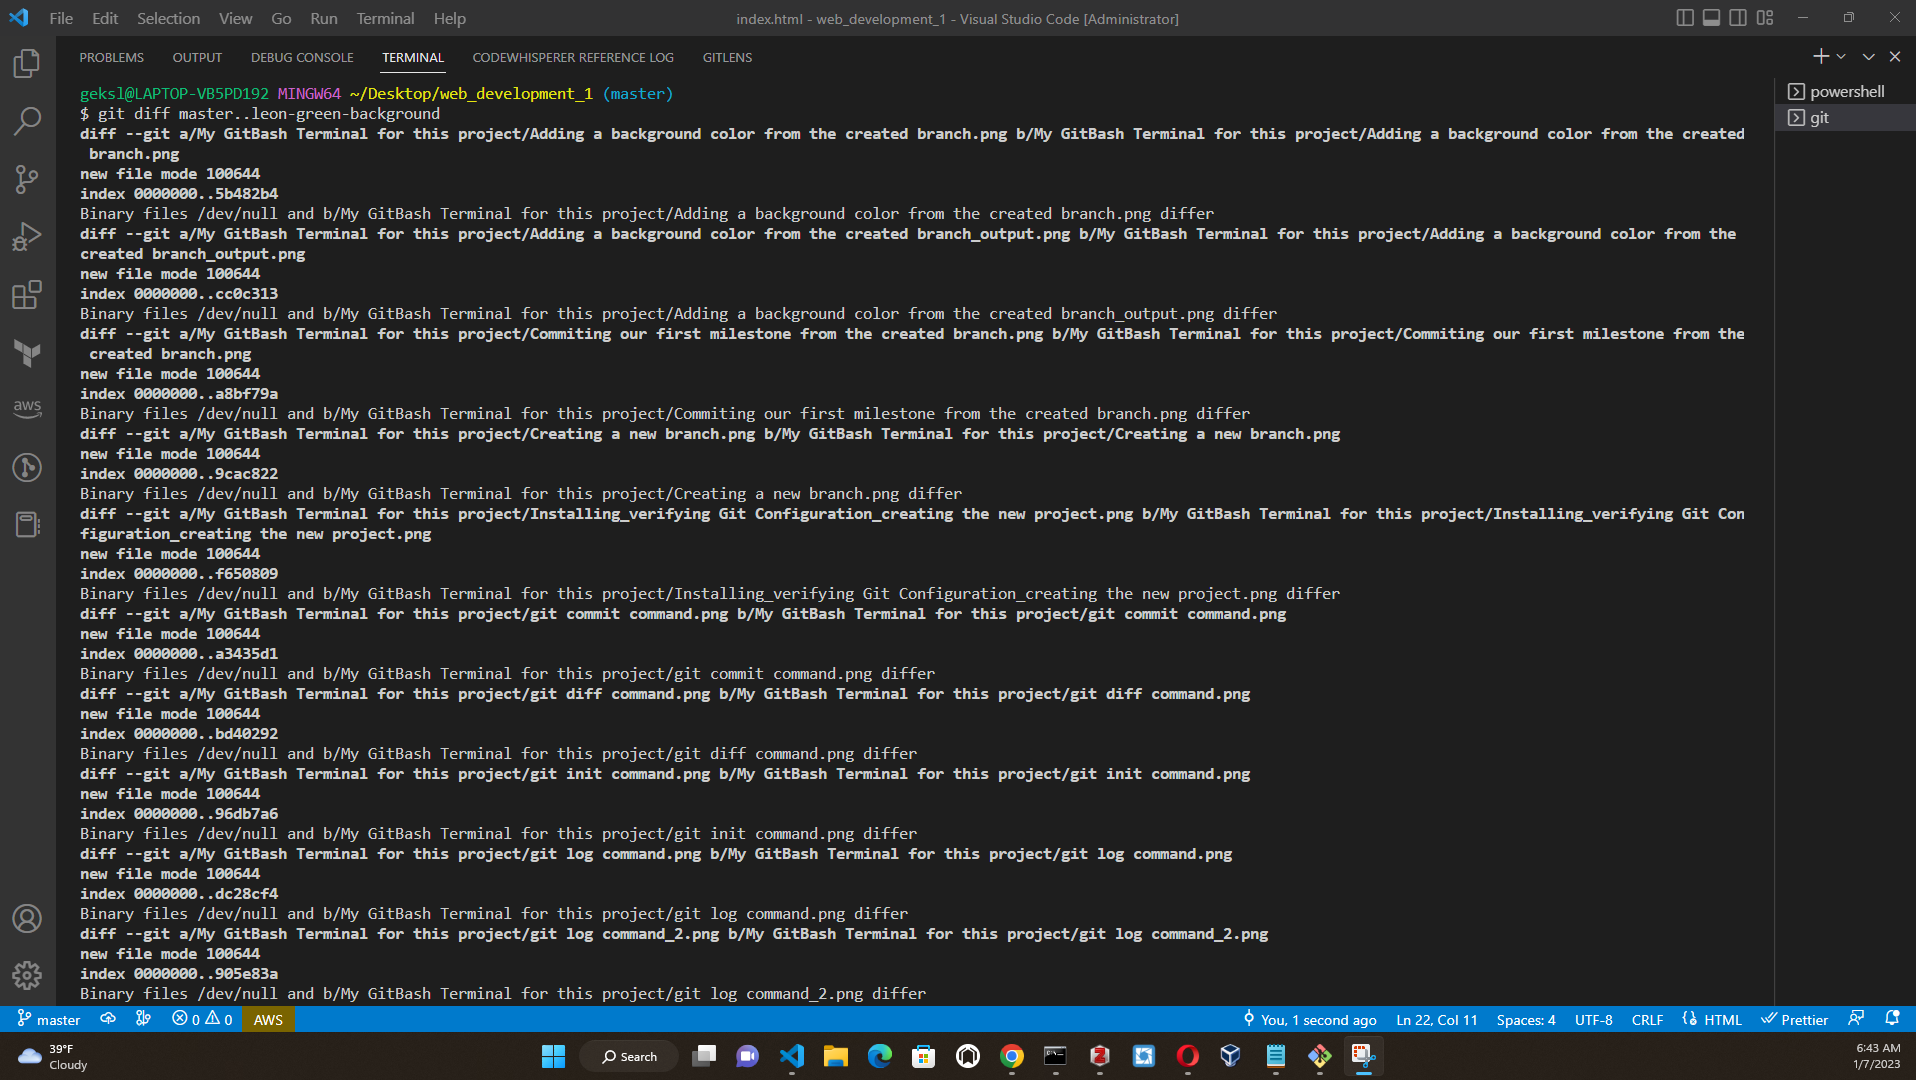 File Edit Selection View Go Run Terminal Help
index.html - web_development_1 - Visual Studio Code [Administrator]
PROBLEMS OUTPUT DEBUG CONSOLE TERMINAL CODEWHISPERER REFERENCE LOG GITLENS
powershell
git
geksl@LAPTOP-VB5PD192 MINGW64 ~/Desktop/web_development_1 (master)
$ git diff master..leon-green-background
diff --git a/My GitBash Terminal for this project/Adding a background color from the created branch.png b/My GitBash Terminal for this project/Adding a background color from the created
branch.png
new file mode 100644
index 0000000..5b482b4
Binary files /dev/null and b/My GitBash Terminal for this project/Adding a background color from the created branch.png differ
diff --git a/My GitBash Terminal for this project/Adding a background color from the created branch_output.png b/My GitBash Terminal for this project/Adding a background color from the
created branch_output.png
new file mode 100644
index 0000000..cc0c313
Binary files /dev/null and b/My GitBash Terminal for this project/Adding a background color from the created branch_output.png differ
diff --git a/My GitBash Terminal for this project/Commiting our first milestone from the created branch.png b/My GitBash Terminal for this project/Commiting our first milestone from the
created branch.png
new file mode 100644
index 0000000..a8bf79a
Binary files /dev/null and b/My GitBash Terminal for this project/Commiting our first milestone from the created branch.png differ
diff --git a/My GitBash Terminal for this project/Creating a new branch.png b/My GitBash Terminal for this project/Creating a new branch.png
new file mode 100644
index 0000000..9cac822
Binary files /dev/null and b/My GitBash Terminal for this project/Creating a new branch.png differ
diff --git a/My GitBash Terminal for this project/Installing_verifying Git Configuration_creating the new project.png b/My GitBash Terminal for this project/Installing_verifying Git Con
figuration_creating the new project.png
new file mode 100644
index 0000000..f650809
Binary files /dev/null and b/My GitBash Terminal for this project/Installing_verifying Git Configuration_creating the new project.png differ
diff --git a/My GitBash Terminal for this project/git commit command.png b/My GitBash Terminal for this project/git commit command.png
new file mode 100644
index 0000000..a3435d1
Binary files /dev/null and b/My GitBash Terminal for this project/git commit command.png differ
diff --git a/My GitBash Terminal for this project/git diff command.png b/My GitBash Terminal for this project/git diff command.png
new file mode 100644
index 0000000..bd40292
Binary files /dev/null and b/My GitBash Terminal for this project/git diff command.png differ
diff --git a/My GitBash Terminal for this project/git init command.png b/My GitBash Terminal for this project/git init command.png
new file mode 100644
index 0000000..96db7a6
Binary files /dev/null and b/My GitBash Terminal for this project/git init command.png differ
diff --git a/My GitBash Terminal for this project/git log command.png b/My GitBash Terminal for this project/git log command.png
new file mode 100644
index 0000000..dc28cf4
Binary files /dev/null and b/My GitBash Terminal for this project/git log command.png differ
diff --git a/My GitBash Terminal for this project/git log command_2.png b/My GitBash Terminal for this project/git log command_2.png
new file mode 100644
index 0000000..905e83a
Binary files /dev/null and b/My GitBash Terminal for this project/git log command_2.png differ
aws
master 0 0 AWS You, 1 second ago Ln 22, Col 11 Spaces: 4 UTF-8 CRLF HTML Prettier
39°F
Cloudy
Search
6:43 AM
1/7/2023